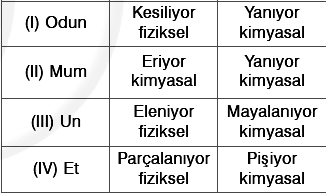 (I) Odun
Kesiliyor
fiziksel
Yanıyor
kimyasal
(II) Mum
Eriyor
kimyasal
Yanıyor
kimyasal
(III) Un
Eleniyor
fiziksel
Mayalanıyor
kimyasal
(IV) Et
Parçalanıyor
fiziksel
Pişiyor
kimyasal